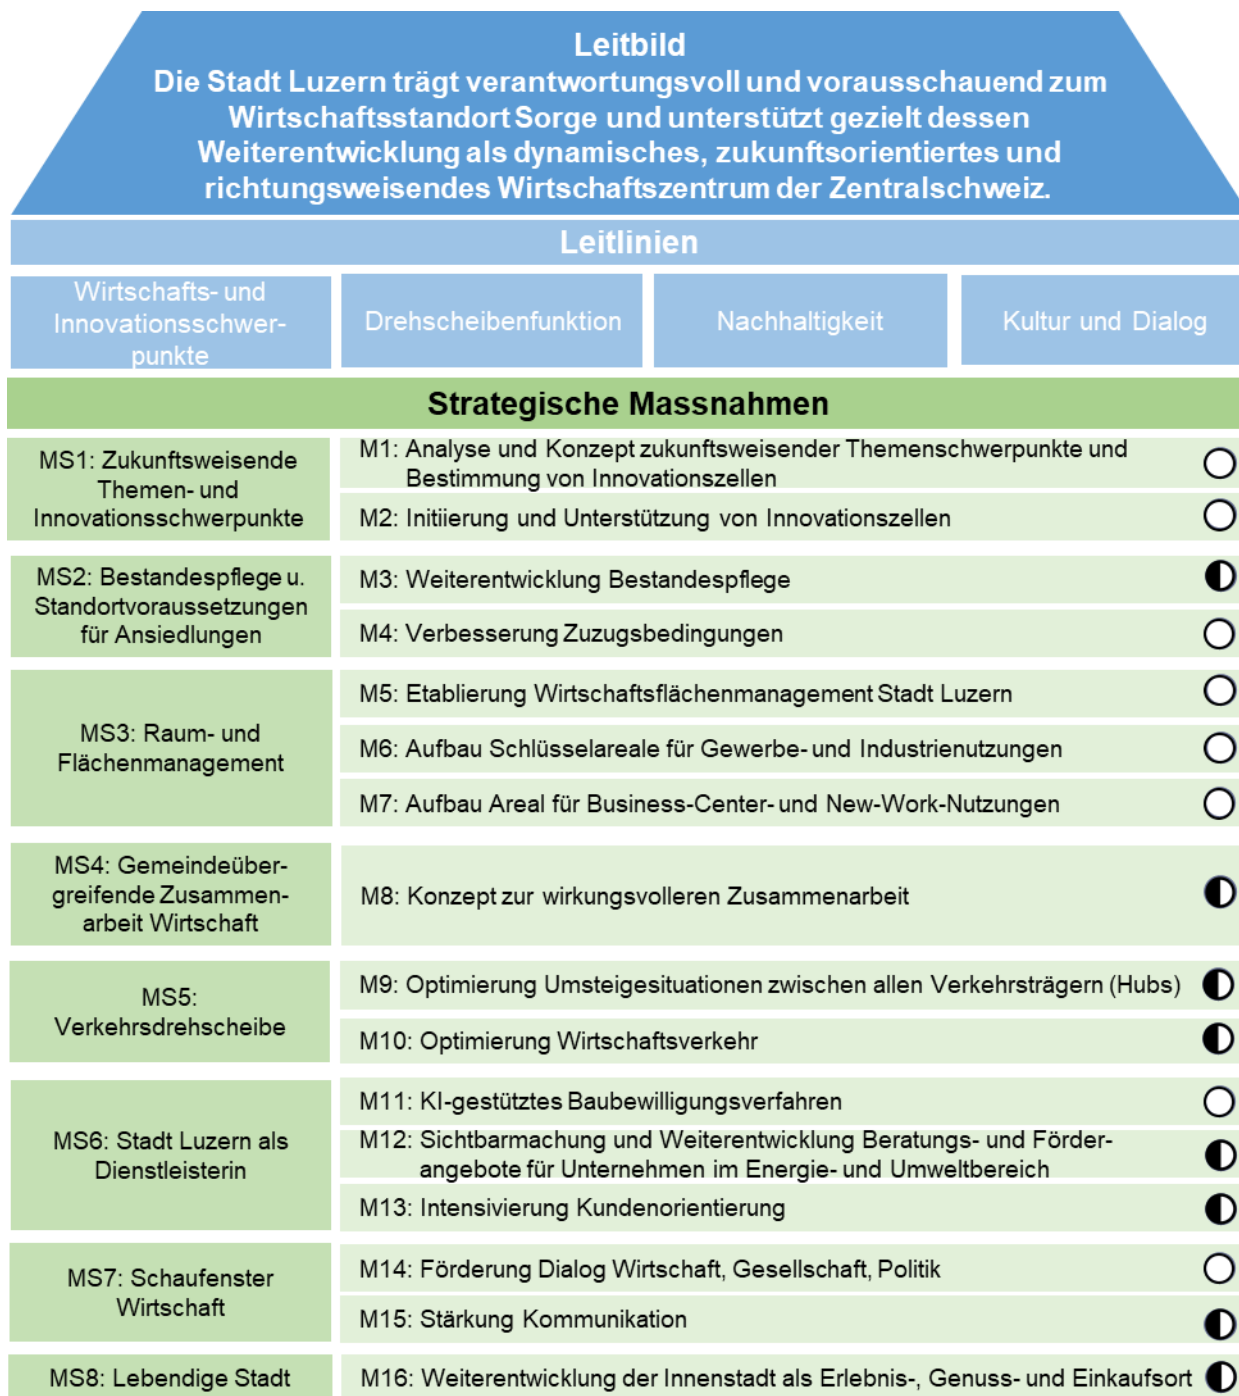 Leitbild
Die Stadt Luzern trägt verantwortungsvoll und vorausschauend zum
Wirtschaftsstandort Sorge und unterstützt gezielt dessen
Weiterentwicklung als dynamisches, zukunftsorientiertes und
richtungsweisendes Wirtschaftszentrum der Zentralschweiz.
Leitlinien
Wirtschafts- und
Innovationsschwer-
punkte
Drehscheibenfunktion
Nachhaltigkeit
Kultur und Dialog
Strategische Massnahmen
MS1: Zukunftsweisende
Themen- und
Innovationsschwerpunkte
M1: Analyse und Konzept zukunftsweisender Themenschwerpunkte und
Bestimmung von Innovationszellen
M2: Initiierung und Unterstützung von Innovationszellen
MS2: Bestandespflege u.
Standortvoraussetzungen
für Ansiedlungen
M3: Weiterentwicklung Bestandespflege
M4: Verbesserung Zuzugsbedingungen
MS3: Raum- und
Flächenmanagement
M5: Etablierung Wirtschaftsflächenmanagement Stadt Luzern
M6: Aufbau Schlüsselareale für Gewerbe- und Industrienutzungen
M7: Aufbau Areal für Business-Center- und New-Work-Nutzungen
MS4: Gemeindeüber-
greifende Zusammen-
arbeit Wirtschaft
M8: Konzept zur wirkungsvolleren Zusammenarbeit
MS5:
Verkehrsdrehscheibe
M9: Optimierung Umsteigesituationen zwischen allen Verkehrsträgern (Hubs)
M10: Optimierung Wirtschaftsverkehr
MS6: Stadt Luzern als
Dienstleisterin
M11: KI-gestütztes Baubewilligungsverfahren
M12: Sichtbarmachung und Weiterentwicklung Beratungs- und Förder-
angebote für Unternehmen im Energie- und Umweltbereich
M13: Intensivierung Kundenorientierung
MS7: Schaufenster
Wirtschaft
M14: Förderung Dialog Wirtschaft, Gesellschaft, Politik
M15: Stärkung Kommunikation
MS8: Lebendige Stadt
M16: Weiterentwicklung der Innenstadt als Erlebnis-, Genuss- und Einkaufsort